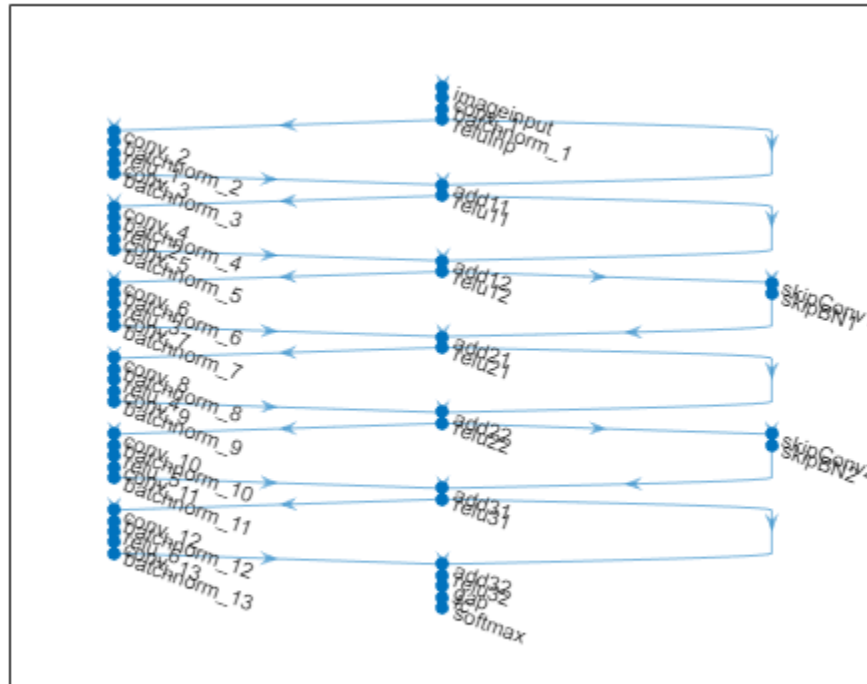 imageinput
conv_1
batchnorm_1
reluInp
conv_2
batchnorm_2
relu_1
conv_3
batchnorm_3
add11
relu11
conv_4
batchnorm_4
relu_2
conv_5
batchnorm_5
add12
relu12
skipConv1
skipBN1
conv_6
batchnorm_6
relu_3
conv_7
batchnorm_7
add21
relu21
conv_8
batchnorm_8
relu_4
conv_9
batchnorm_9
add22
relu22
skipConv2
skipBN2
conv_10
batchnorm_10
relu_5
conv_11
batchnorm_11
add31
relu31
conv_12
batchnorm_12
relu_6
conv_13
batchnorm_13
add32
relu32
gap
softmax